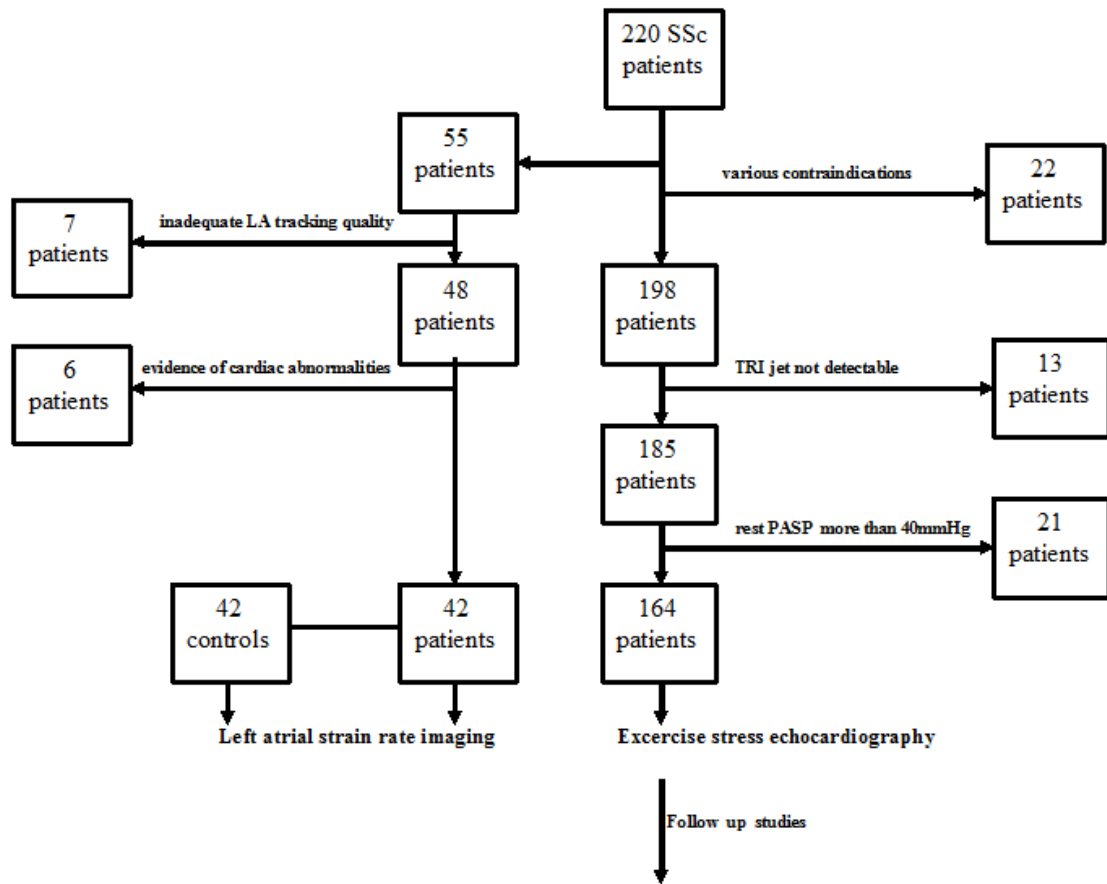 220 SSc
patients
55
patients
various contraindications
22
patients
inadequate LA tracking quality
7
patients
48
patients
198
patients
evidence of cardiac abnormalities
6
patients
TRI jet not detectable
13
patients
185
patients
rest PASP more than 40mmHg
21
patients
42
controls
42
patients
164
patients
Left atrial strain rate imaging
Excercise stress echocardiography
Follow up studies